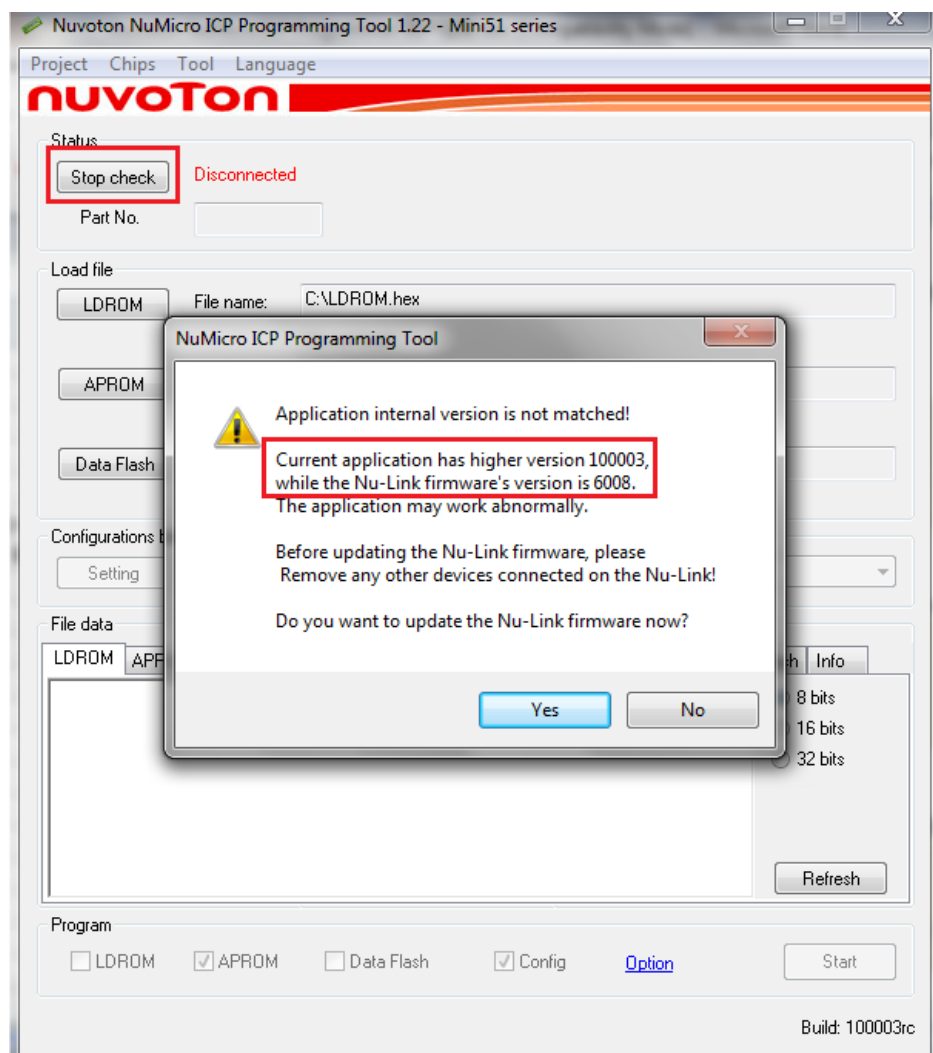 Nuvoton NuMicro ICP Programming Tool 1.22 - Mini51 series
Project Chips Tool Language
nuvoTon
Status
Stop check Disconnected
Part No.
Load file
LDROM File name: C:\LDROM.hex
NuMicro ICP Programming Tool
APROM
Application internal version is not matched!
Data Flash
Current application has higher version 100003,
while the Nu-Link firmware's version is 6008.
The application may work abnormally.
Configurations
Before updating the Nu-Link firmware, please
Setting
Remove any other devices connected on the Nu-Link!
File data
Do you want to update the Nu-Link firmware now?
LDROM Info
Yes No
8 bits
16 bits
32 bits
Refresh
Program
LDROM APROM Data Flash Config Option Start
Build: 100003rc